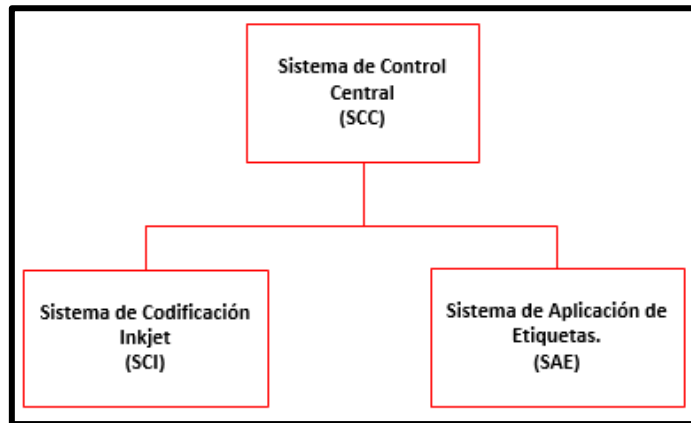 Sistema de Control
Central
(SCC)
Sistema de Codificación
Inkjet
(SCI)
Sistema de Aplicación de
Etiquetas.
(SAE)